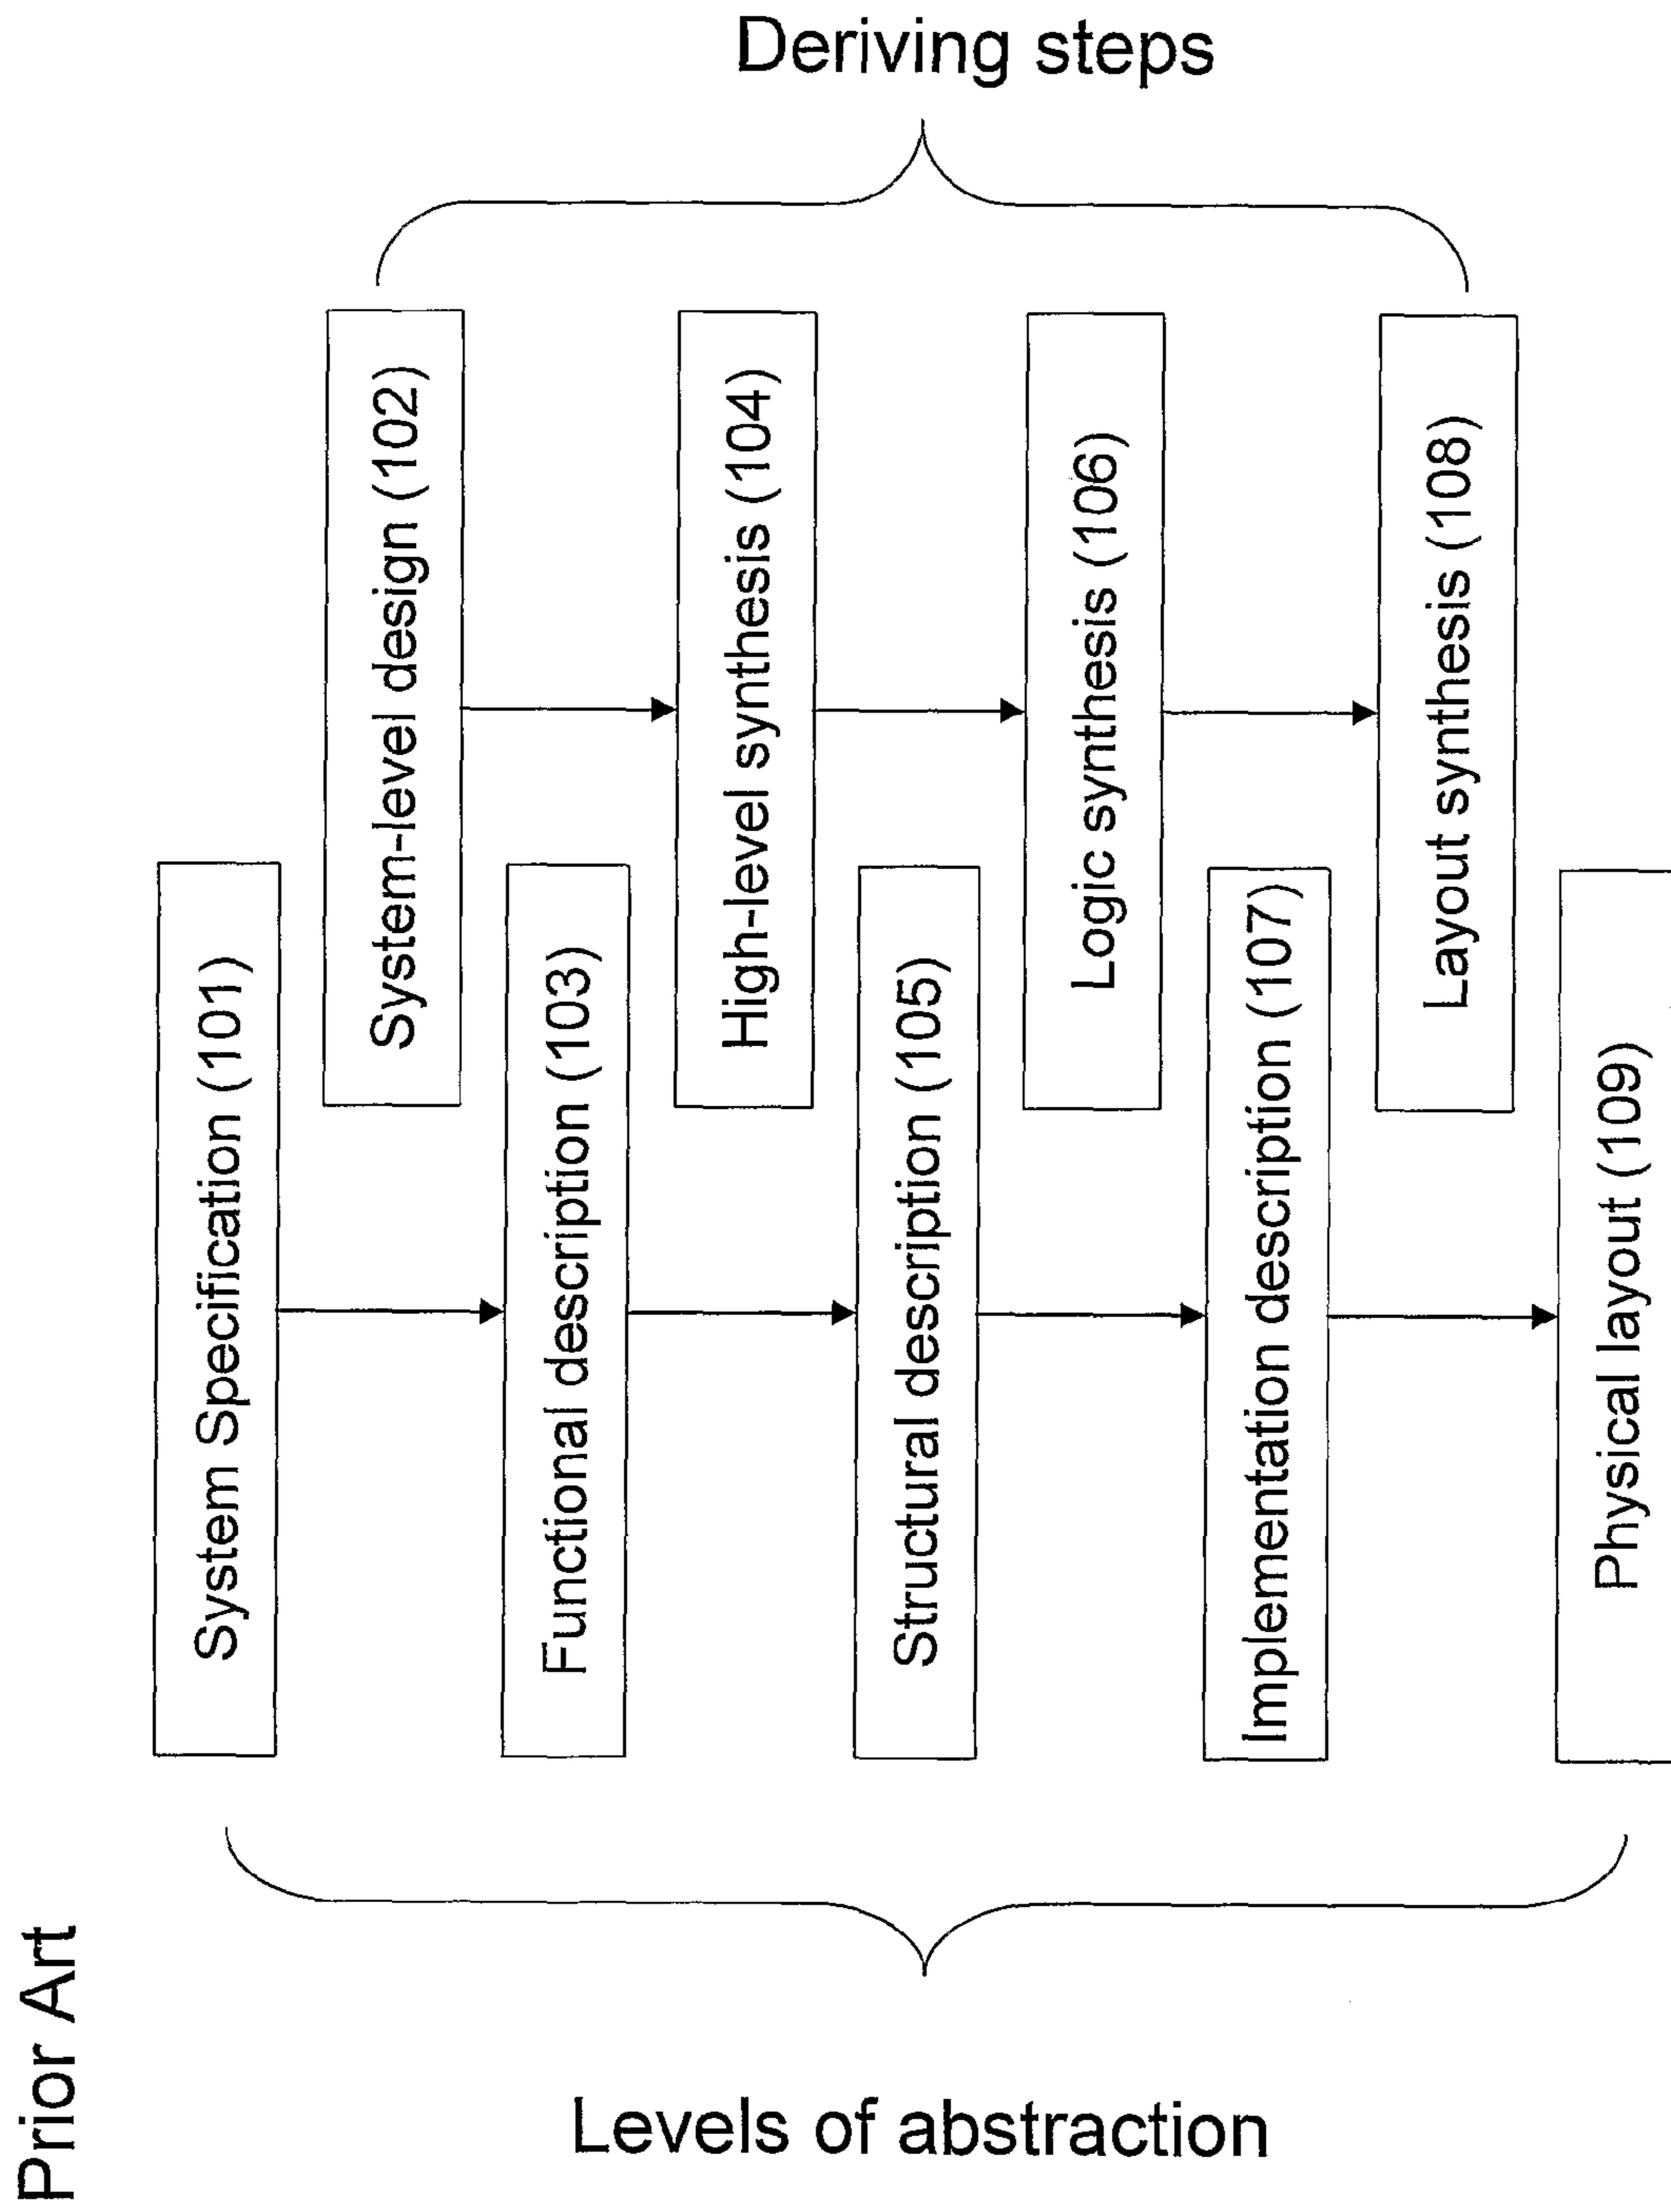 Prior Art
Deriving steps
System Specification (101)
System-level design (102)
Functional description (103)
High-level synthesis (104)
Structural description (105)
Logic synthesis (106)
Implementation description (107)
Layout synthesis (108)
Physical layout (109)
Levels of abstraction